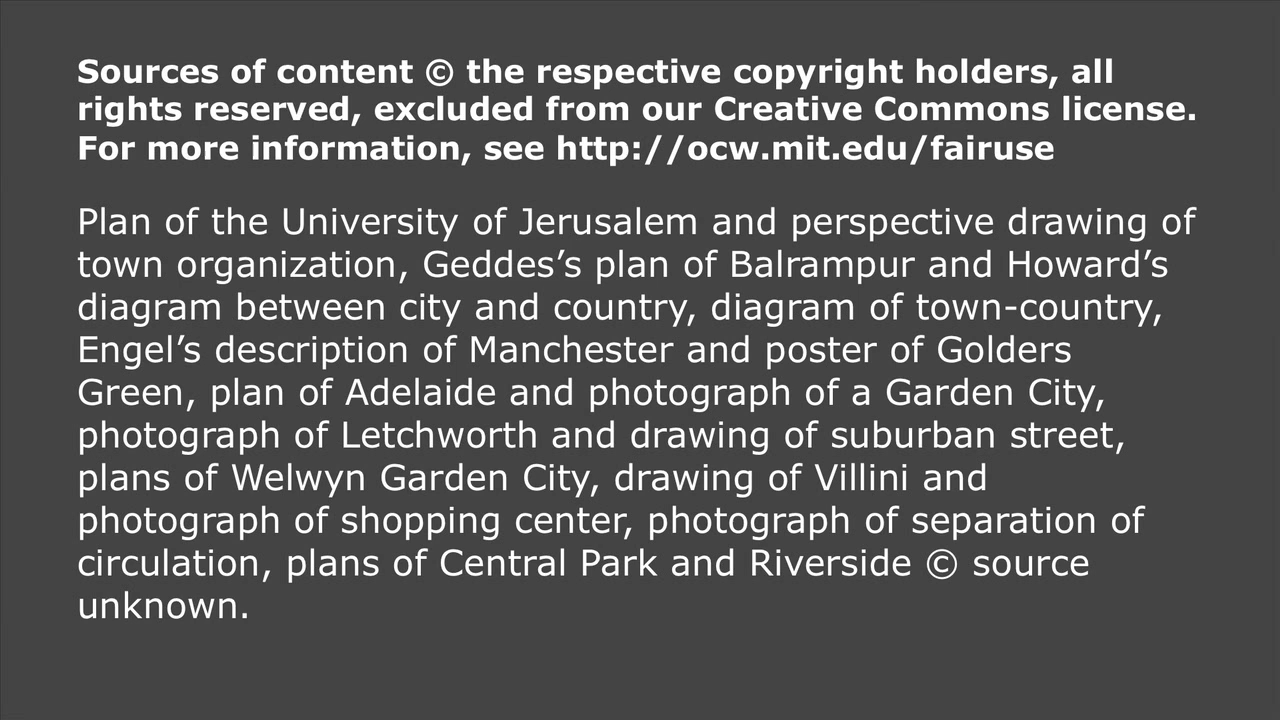 Sources of content © the respective copyright holders, all
rights reserved, excluded from our Creative Commons license.
For more information, see http://ocw.mit.edu/fairuse
Plan of the University of Jerusalem and perspective drawing of
town organization, Geddes’s plan of Balrampur and Howard’s
diagram between city and country, diagram of town-country,
Engel’s description of Manchester and poster of Golders
Green, plan of Adelaide and photograph of a Garden City,
photograph of Letchworth and drawing of suburban street,
plans of Welwyn Garden City, drawing of Villini and
photograph of shopping center, photograph of separation of
circulation, plans of Central Park and Riverside © source
unknown.